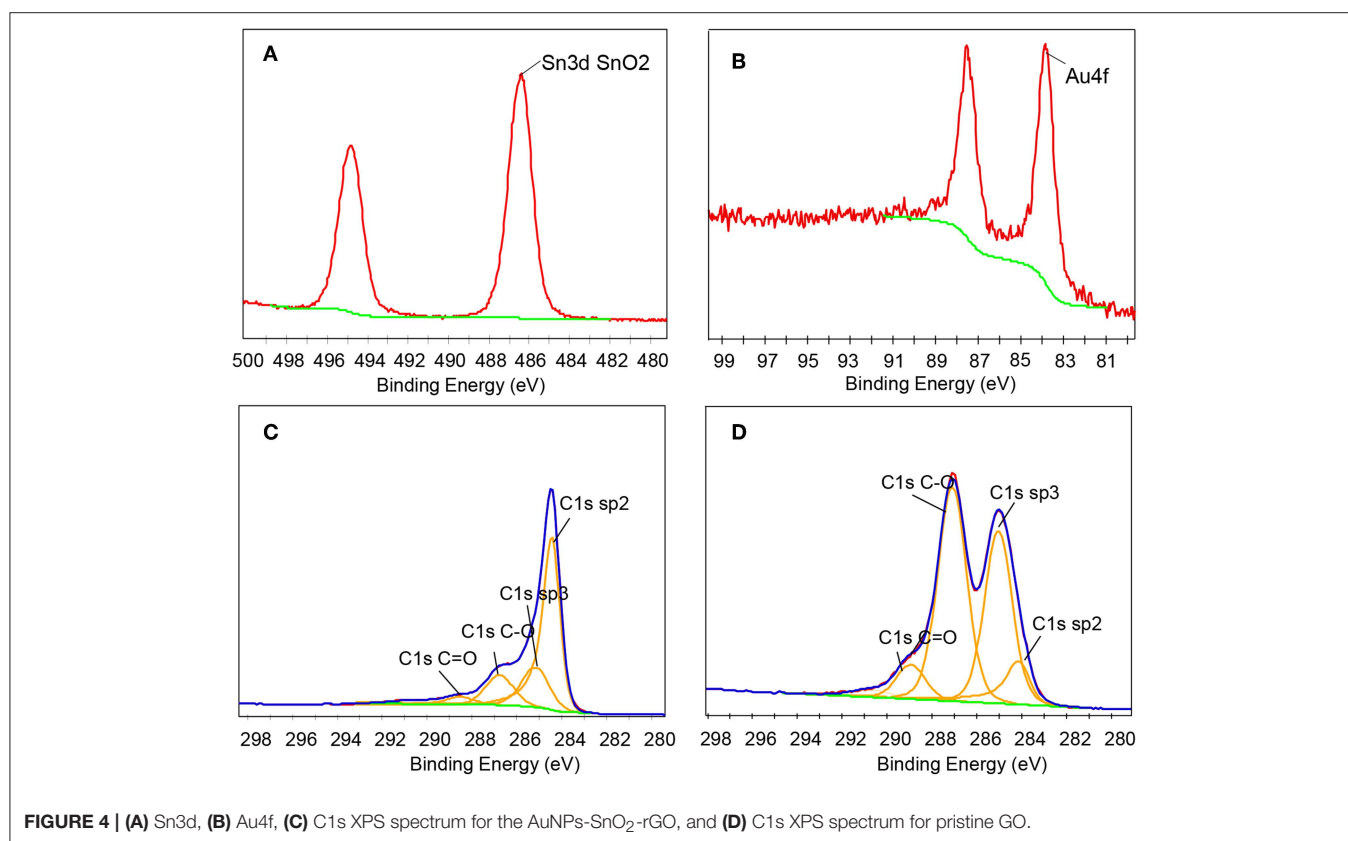 A
Sn3d SnO2
500 498 496 494 492 490 488 486 484 482 480
Binding Energy (eV)
B
Au4f
99 97 95 93 91 89 87 85 83 81
Binding Energy (eV)
C
C1s sp2
C1s sp3
C1s C-O
C1s C=O
298 296 294 292 290 288 286 284 282 280
Binding Energy (eV)
D
C1s C-O
C1s sp3
C1s C=O
C1s sp2
298 296 294 292 290 288 286 284 282 280
Binding Energy (eV)
FIGURE 4 | (A) Sn3d, (B) Au4f, (C) C1s XPS spectrum for the AuNPs-SnO₂-rGO, and (D) C1s XPS spectrum for pristine GO.